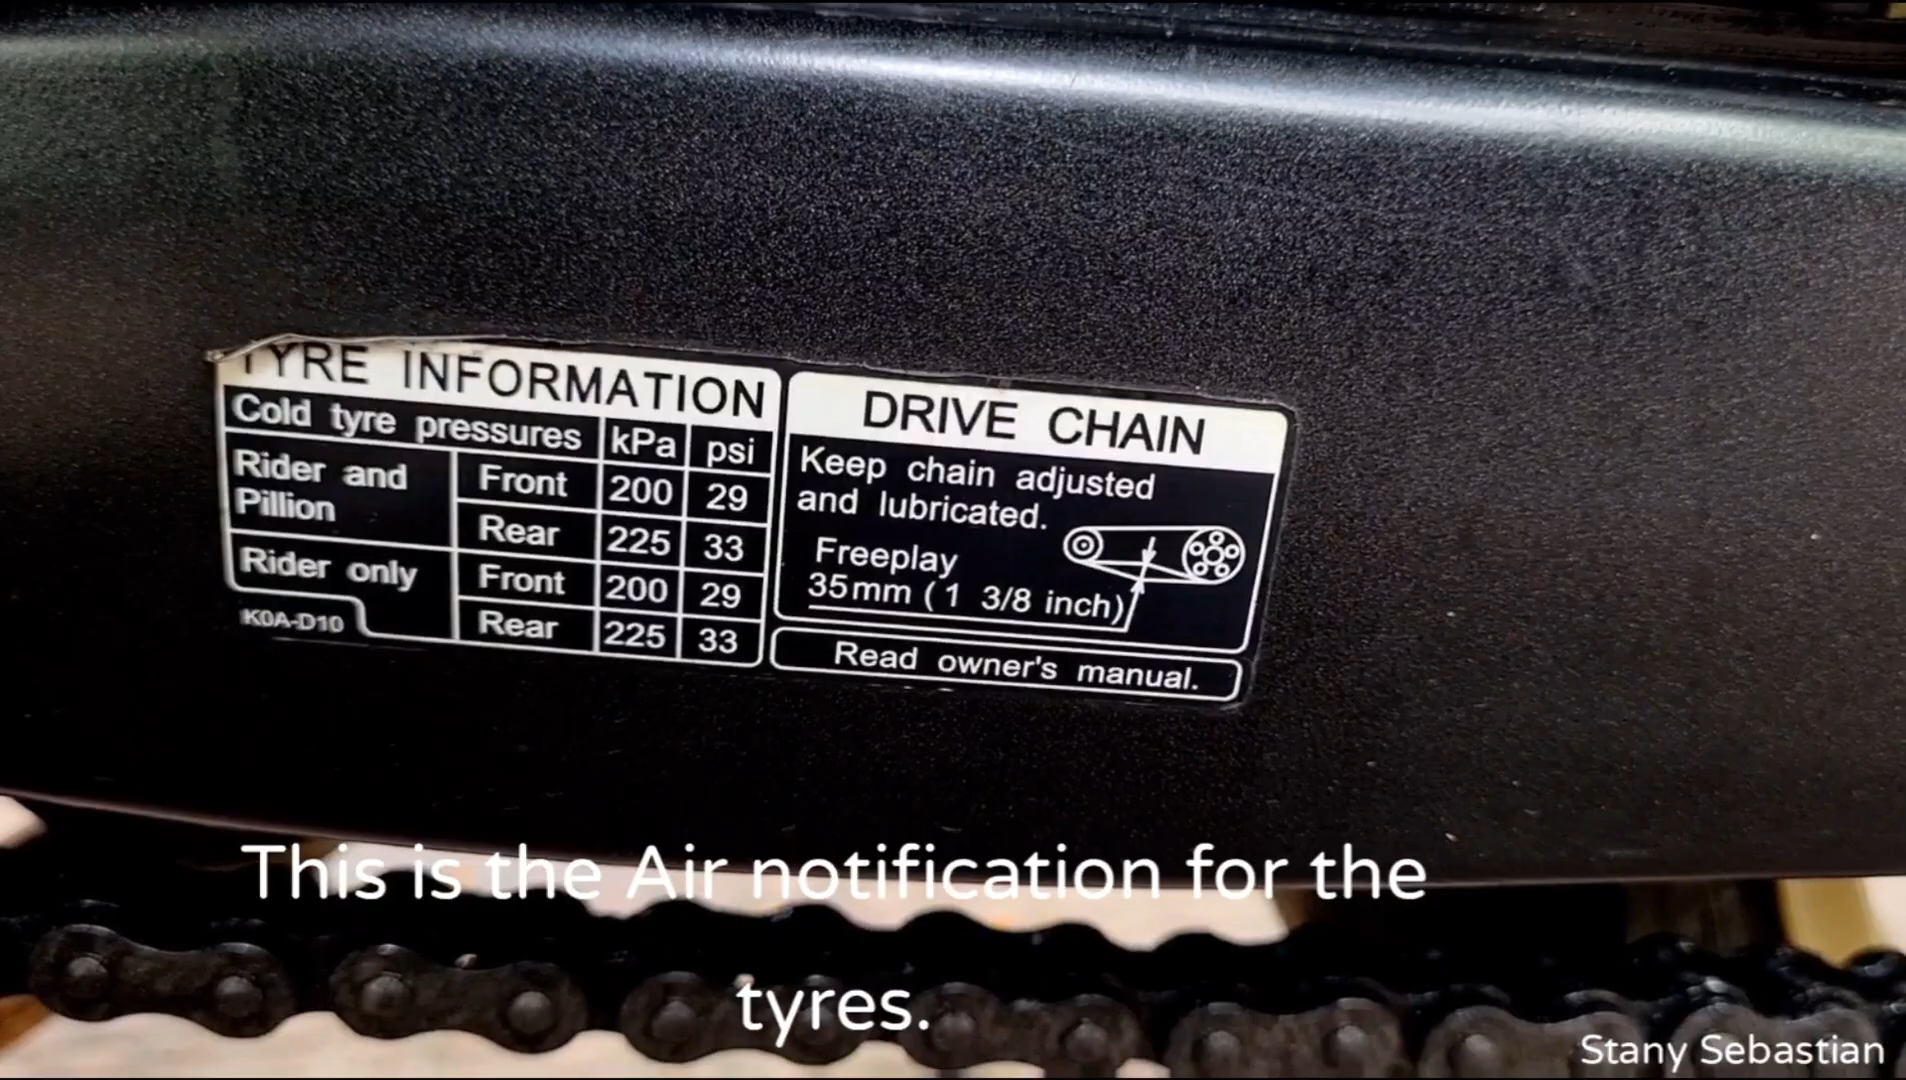 TYRE INFORMATION
Cold tyre pressures kPa psi
Rider and Pillion Front 200 29
Rear 225 33
Rider only Front 200 29
Rear 225 33
K0A-D10
DRIVE CHAIN
Keep chain adjusted
and lubricated.
Freeplay
35mm (1 3/8 inch)
Read owner's manual.
This is the Air notification for the
tyres.
Stany Sebastian